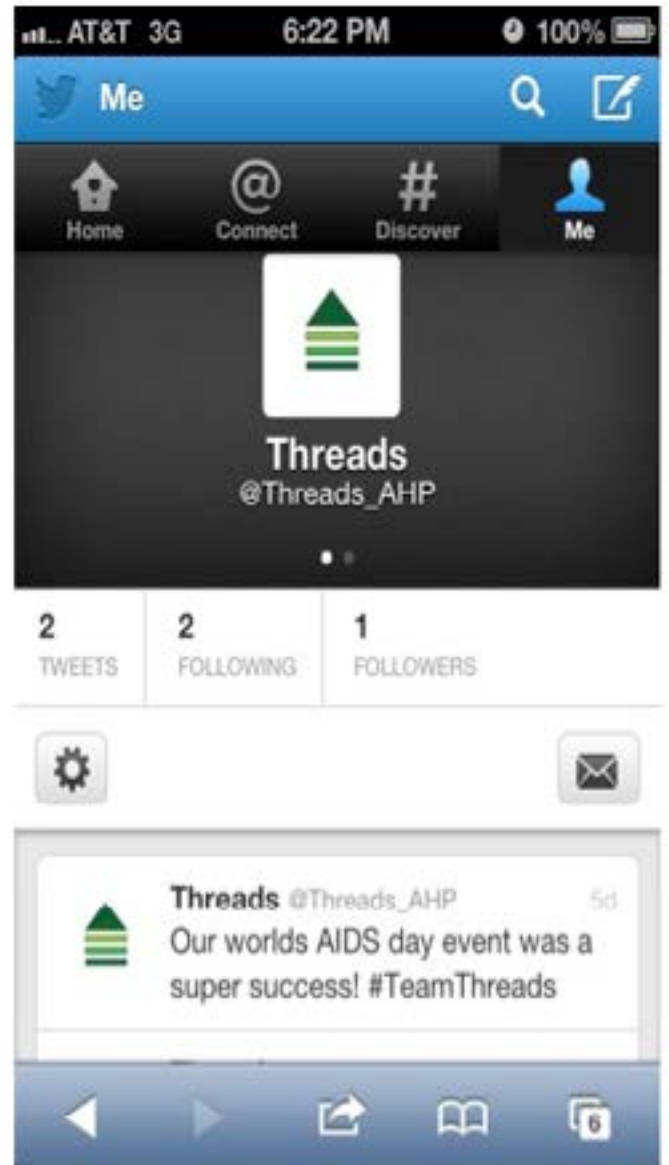 AT&T 3G 6:22 PM 100%
Me
Home Connect Discover Me
Threads
@Threads_AHP
2 2 1
TWEETS FOLLOWING FOLLOWERS
Threads @Threads_AHP 5d
Our worlds AIDS day event was a
super success! #TeamThreads
6